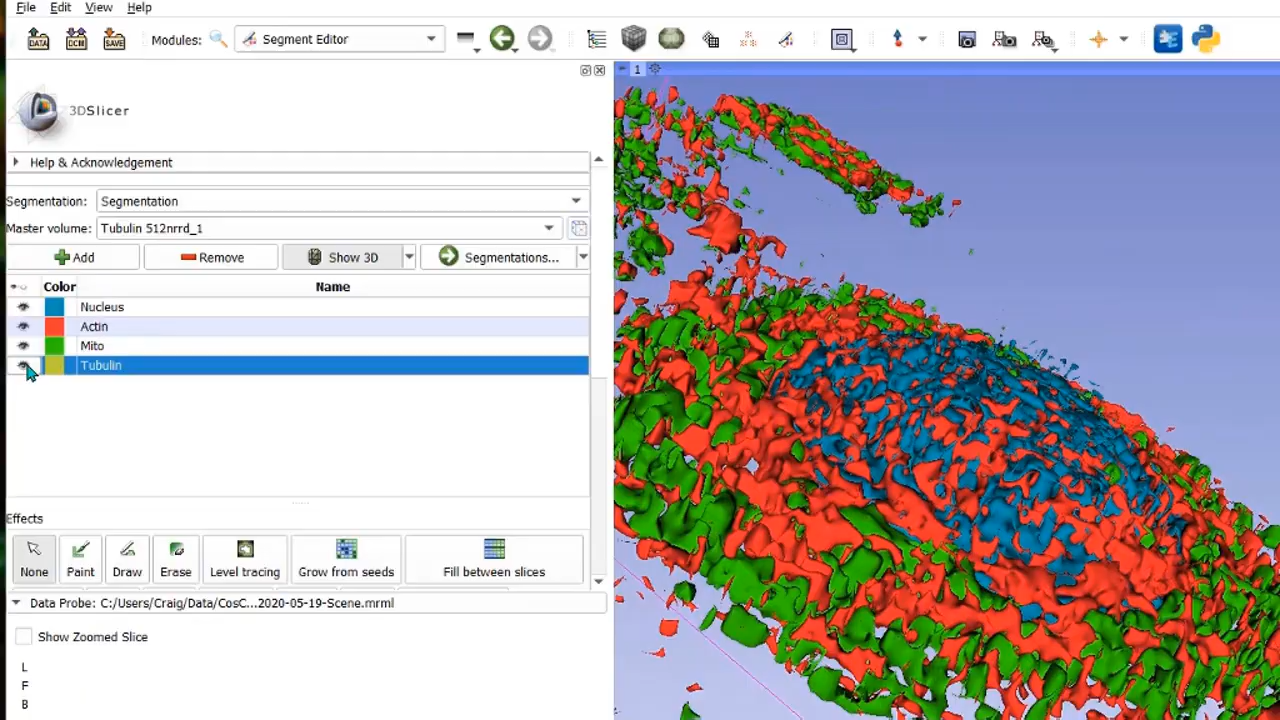 File Edit View Help
DATA DCM SAVE Modules: Segment Editor
1
3DSlicer
Help & Acknowledgement
Segmentation: Segmentation
Master volume: Tubulin 512nrrd_1
Add Remove Show 3D Segmentations...
Color Name
Nucleus
Actin
Mito
Tubulin
Effects
None Paint Draw Erase Level tracing Grow from seeds Fill between slices
Data Probe: C:/Users/Craig/Data/CosC...2020-05-19-Scene.mrml
Show Zoomed Slice
L
F
B